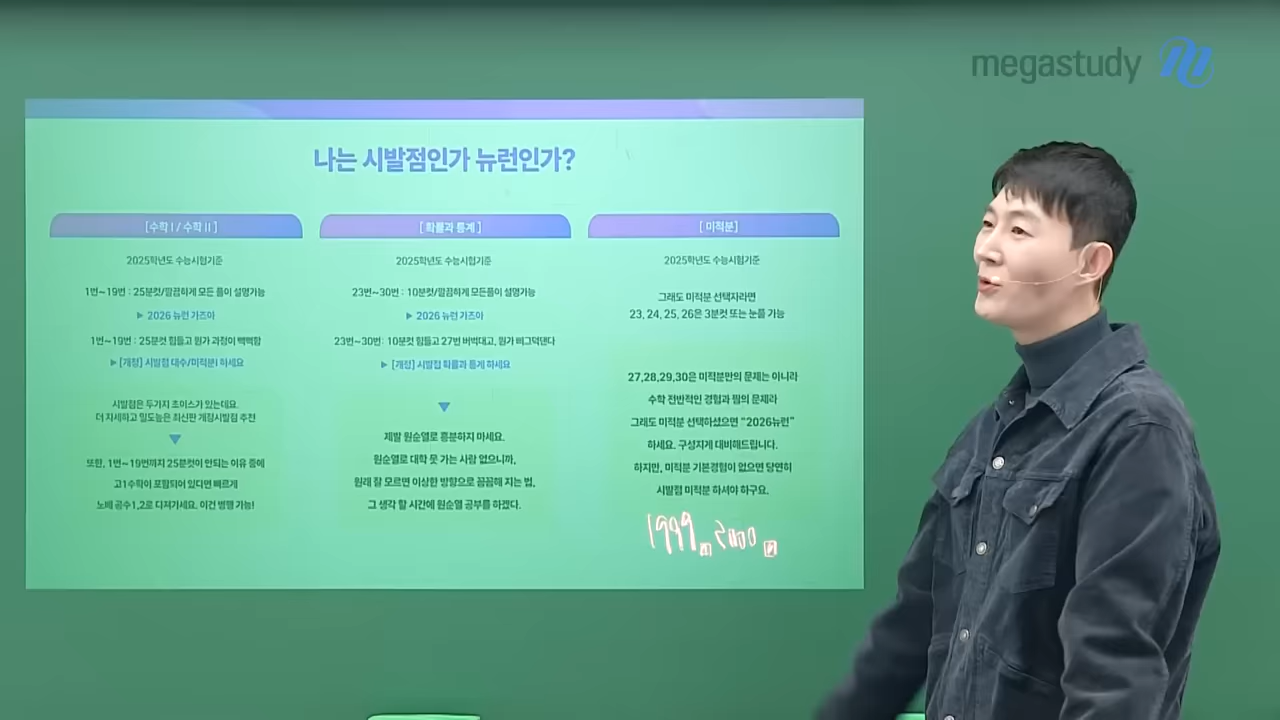 megastudy
나는 시발점인가 뉴런인가?
[수학 I / 수학 II ]
2025학년도 수능시험기준
1번~19번 : 25분컷/깔끔하게 모든 풀이 설명가능
▶ 2026 뉴런 가즈아
1번~19번 : 25분컷 힘들고 뭔가 과정이 빡빡함
▶ [개정] 시발점 대수/미적분I 하세요
시발점은 두가지 초이스가 있는데요.
더 자세하고 밀도높은 최신판 개정시발점 추천
또한, 1번~19번까지 25분컷이 안되는 이유 중에
고1수학이 포함되어 있다면 빠르게
노베 공수1,2로 다져가세요. 이건 병행 가능!
[ 확률과 통계 ]
2025학년도 수능시험기준
23번~30번 : 10분컷/깔끔하게 모든풀이 설명가능
▶ 2026 뉴런 가즈아
23번~30번: 10분컷 힘들고 27번 버벅대고, 뭔가 삐그덕댄다
▶ [개정] 시발점 확률과 통계 하세요
제발 원순열로 흥분하지 마세요.
원순열로 대학 못 가는 사람 없으니까,
원래 잘 모르면 이상한 방향으로 꼼꼼해 지는 법,
그 생각 할 시간에 원순열 공부를 하겠다.
[ 미적분]
2025학년도 수능시험기준
그래도 미적분 선택자라면
23, 24, 25, 26은 3분컷 또는 눈풀 가능
27,28,29,30은 미적분만의 문제는 아니라
수학 전반적인 경험과 짬의 문제라
그래도 미적분 선택하셨으면 "2026뉴런"
하세요. 구성지게 대비해드립니다.
하지만, 미적분 기본경험이 없으면 당연히
시발점 미적분 하셔야 하구요.
1999 2000